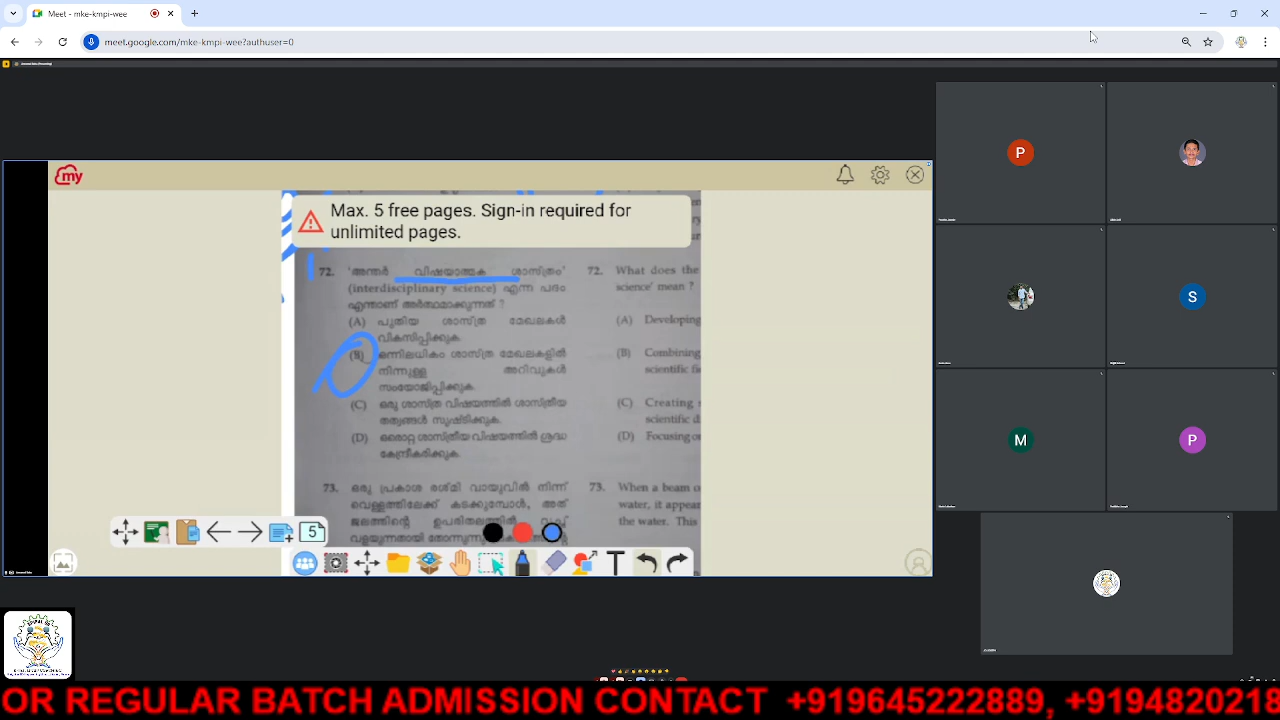 Meet - mke-kmpi-wee
meet.google.com/mke-kmpi-wee?authuser=0
my
Max. 5 free pages. Sign-in required for
unlimited pages.
72. 'അന്തർ വിഷയാത്മക ശാസ്ത്രം'
(interdisciplinary science) എന്ന പദം
എന്താണ് അർത്ഥമാക്കുന്നത് ?
(A) പുതിയ ശാസ്ത്ര മേഖലകൾ
വികസിപ്പിക്കുക.
(B) ഒന്നിലധികം ശാസ്ത്ര മേഖലകളിൽ
നിന്നുള്ള അറിവുകൾ
സംയോജിപ്പിക്കുക.
(C) ഒരു ശാസ്ത്ര വിഷയത്തിൽ ശാസ്ത്രീയ
തത്വങ്ങൾ സൃഷ്ടിക്കുക.
(D) ഒരൊറ്റ ശാസ്ത്രീയ വിഷയത്തിൽ ശ്രദ്ധ
കേന്ദ്രീകരിക്കുക.
73. ഒരു പ്രകാശ രശ്മി വായുവിൽ നിന്ന്
വെള്ളത്തിലേക്ക് കടക്കുമ്പോൾ, അത്
ജലത്തിന്റെ ഉപരിതലത്തിൽ വച്ച്
72. What does the
science' mean ?
(A) Developing
(B) Combining
scientific
(C) Creating
scientific
(D) Focusing
73. When a beam
water, it appea
the water. This
5
T
P
S
M
P
OR REGULAR BATCH ADMISSION CONTACT +919645222889, +9194820218